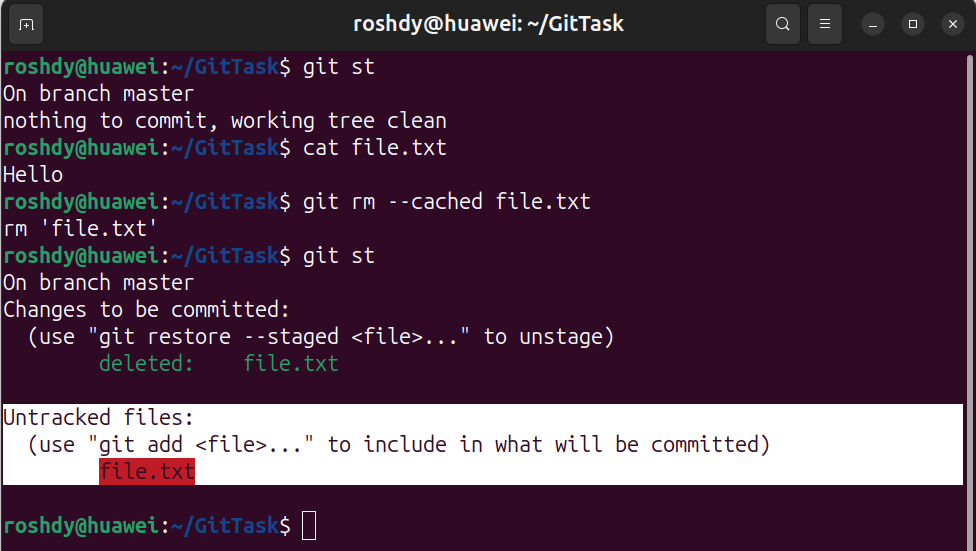 roshdy@huawei: ~/GitTask
roshdy@huawei:~/GitTask$ git st
On branch master
nothing to commit, working tree clean
roshdy@huawei:~/GitTask$ cat file.txt
Hello
roshdy@huawei:~/GitTask$ git rm --cached file.txt
rm 'file.txt'
roshdy@huawei:~/GitTask$ git st
On branch master
Changes to be committed:
  (use "git restore --staged <file>..." to unstage)
        deleted:    file.txt
Untracked files:
  (use "git add <file>..." to include in what will be committed)
        file.txt
roshdy@huawei:~/GitTask$